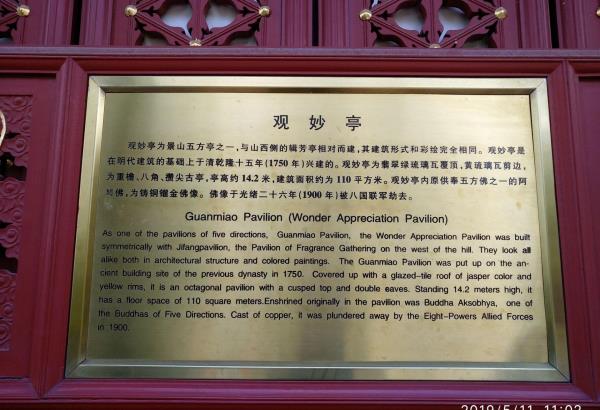 观妙亭
观妙亭为景山五方亭之一,与山西侧的辑芳亭相对而建,其建筑形式和彩绘完全相同。观妙亭是
在明代建筑的基础上于清乾隆十五年(1750 年)兴建的。观妙亭为翡翠绿琉璃瓦覆顶,黄琉璃瓦剪边,
为重檐、八角、攒尖古亭,亭高约 14.2 米,建筑面积约为 110 平方米。观妙亭内原供奉五方佛之一的阿
佛,为铸铜镏金佛像。佛像于光绪二十六年(1900 年)被八国联军劫去。
Guanmiao Pavilion (Wonder Appreciation Pavilion)
As one of the pavilions of five directions, Guanmiao Pavilion, the Wonder Appreciation Pavilion was built
symmetrically with Jifangpavilion, the Pavilion of Fragrance Gathering on the west of the hill. They look all
alike both in architectural structure and colored paintings. The Guanmiao Pavilion was put up on the an-
cient building site of the previous dynasty in 1750. Covered up with a glazed-tile roof of jasper color and
yellow rims, it is an octagonal pavilion with a cusped top and double eaves. Standing 14.2 meters high, it
has a floor space of 110 square meters.Enshrined originally in the pavilion was Buddha Aksobhya, one of
the Buddhas of Five Directions. Cast of copper, it was plundered away by the Eight-Powers Allied Forces
in 1900.
2019/5/11 11:02